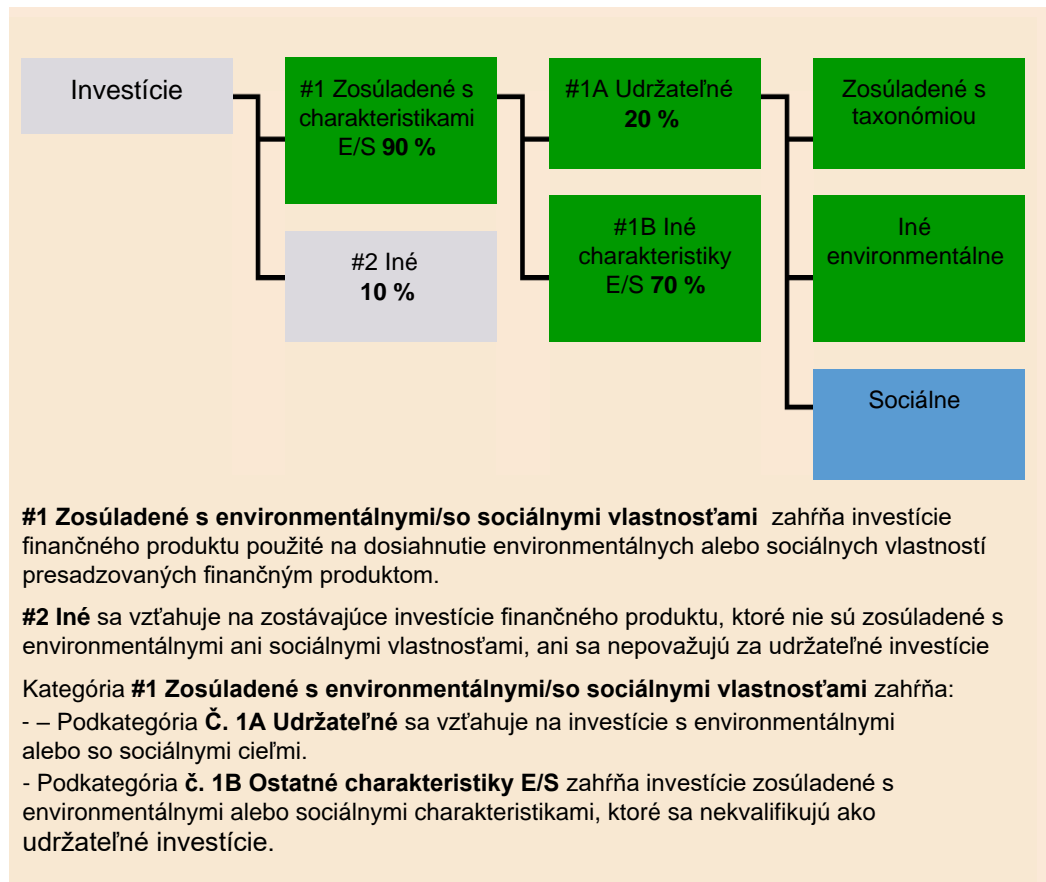 Investície
#1 Zosúladené s
charakteristikami
E/S 90 %
#2 Iné
10 %
#1A Udržateľné
20 %
#1B Iné
charakteristiky
E/S 70 %
Zosúladené s
taxonómiou
Iné
environmentálne
Sociálne
#1 Zosúladené s environmentálnymi/so sociálnymi vlastnosťami zahŕňa investície
finančného produktu použité na dosiahnutie environmentálnych alebo sociálnych vlastností
presadzovaných finančným produktom.
#2 Iné sa vzťahuje na zostávajúce investície finančného produktu, ktoré nie sú zosúladené s
environmentálnymi ani sociálnymi vlastnosťami, ani sa nepovažujú za udržateľné investície
Kategória #1 Zosúladené s environmentálnymi/so sociálnymi vlastnosťami zahŕňa:
- – Podkategória Č. 1A Udržateľné sa vzťahuje na investície s environmentálnymi
alebo so sociálnymi cieľmi.
- Podkategória č. 1B Ostatné charakteristiky E/S zahŕňa investície zosúladené s
environmentálnymi alebo sociálnymi charakteristikami, ktoré sa nekvalifikujú ako
udržateľné investície.